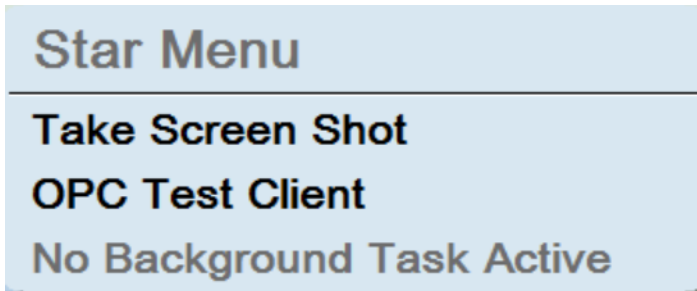 Star Menu
Take Screen Shot
OPC Test Client
No Background Task Active